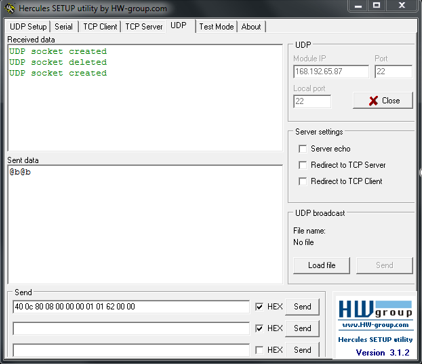 Hercules SETUP utility by HW-group.com
UDP Setup Serial TCP Client TCP Server UDP Test Mode About
Received data
UDP socket created
UDP socket deleted
UDP socket created
Sent data
@b@b
UDP
Module IP Port
168.192.65.87 22
Local port
22 Close
Server settings
Server echo
Redirect to TCP Server
Redirect to TCP Client
UDP broadcast
File name:
No file
Load file Send
Send
40 0c 80 08 00 00 00 01 01 62 00 00 HEX Send
HEX Send
HEX Send
HWgroup
www.HW-group.com
Hercules SETUP utility
Version 3.1.2